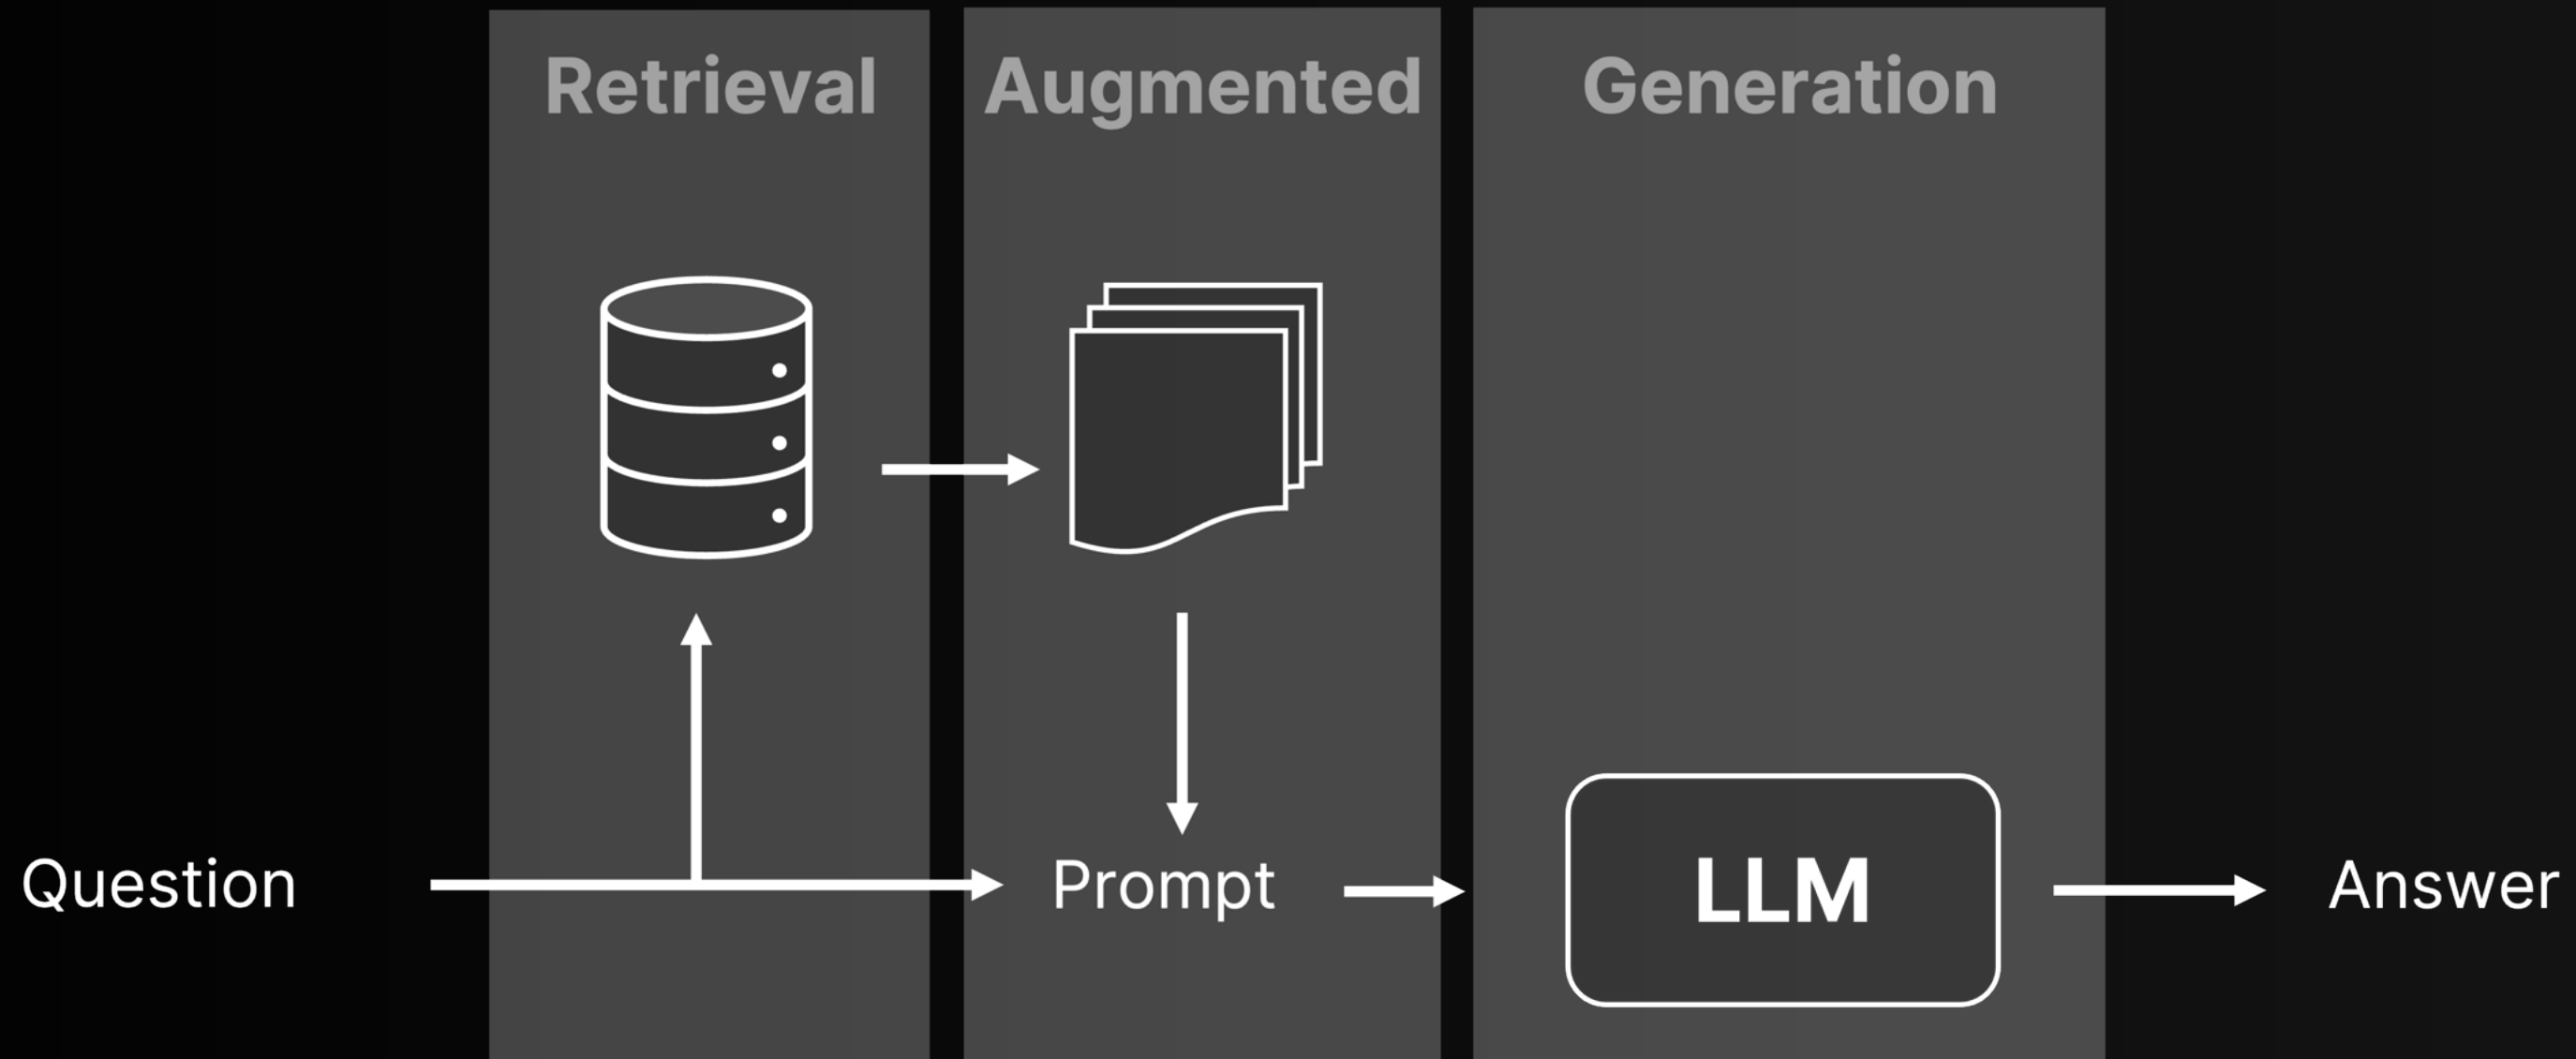 Retrieval
Augmented
Generation
Question
Prompt
LLM
Answer